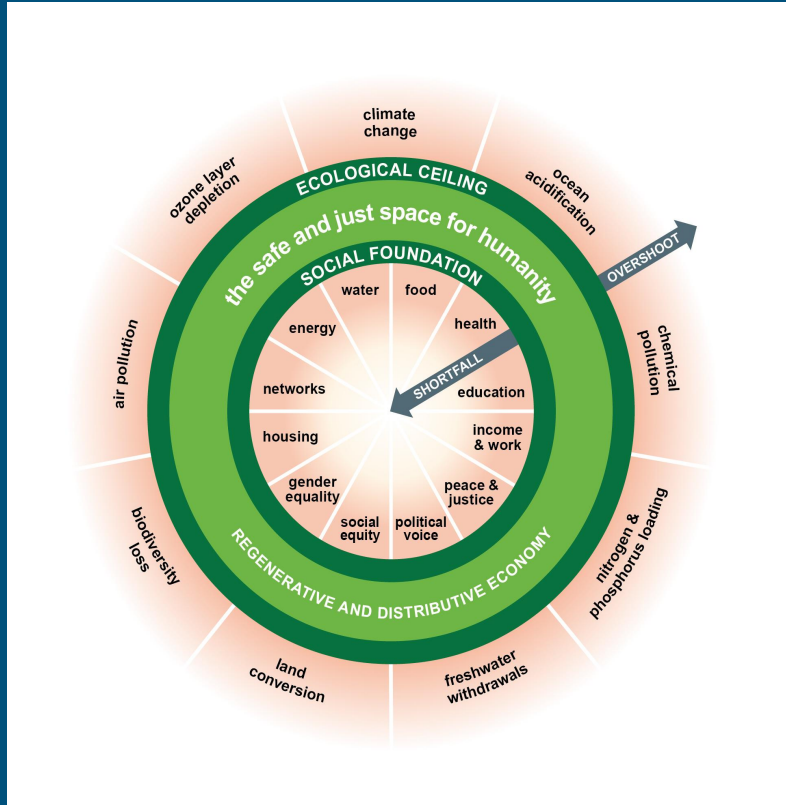 climate
change
ozone layer
depletion
ocean
acidification
ECOLOGICAL CEILING
the safe and just space for humanity
OVERSHOOT
SOCIAL FOUNDATION
water
food
energy
health
SHORTFALL
air pollution
chemical
pollution
networks
education
housing
income
& work
gender
equality
peace &
justice
social
equity
political
voice
biodiversity
loss
nitrogen &
phosphorus loading
REGENERATIVE AND DISTRIBUTIVE ECONOMY
land
conversion
freshwater
withdrawals